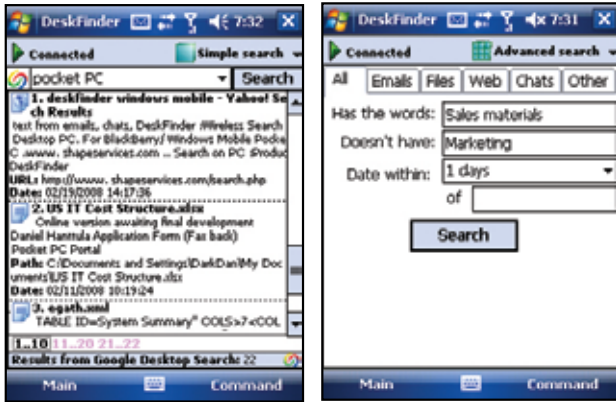 DeskFinder 7:32
Connected Simple search
pocket PC Search
1. deskfinder windows mobile - Yahoo! Se
ch Results
text from emails, chats, DeskFinder /Wireless Search
Desktop PC. For BlackBerry/ Windows Mobile Pocke
C .www. shapeservices.com ... Search on PC (Produc
DeskFinder
URL: http://www. shapeservices.com/search.php
Date: 02/19/2008 14:17:36
2. US IT Cost Structure.xlsx
Online version awaiting final development
Daniel Hanttula Application Form (Fax back)
Pocket PC Portal
Path: C:\Documents and Settings\DarkDan\My Doc
uments\US IT Cost Structure.xlsx
Date: 02/11/2008 10:19:24
3. egath.xml
TABLE ID=System Summary" COLS>7<COL
1..10 11..20 21..22
Results from Google Desktop Search: 22
Main Command
DeskFinder 7:31
Connected Advanced search
All Emails Files Web Chats Other
Has the words: Sales materials
Doesn't have: Marketing
Date within: 1 days
of
Search
Main Command